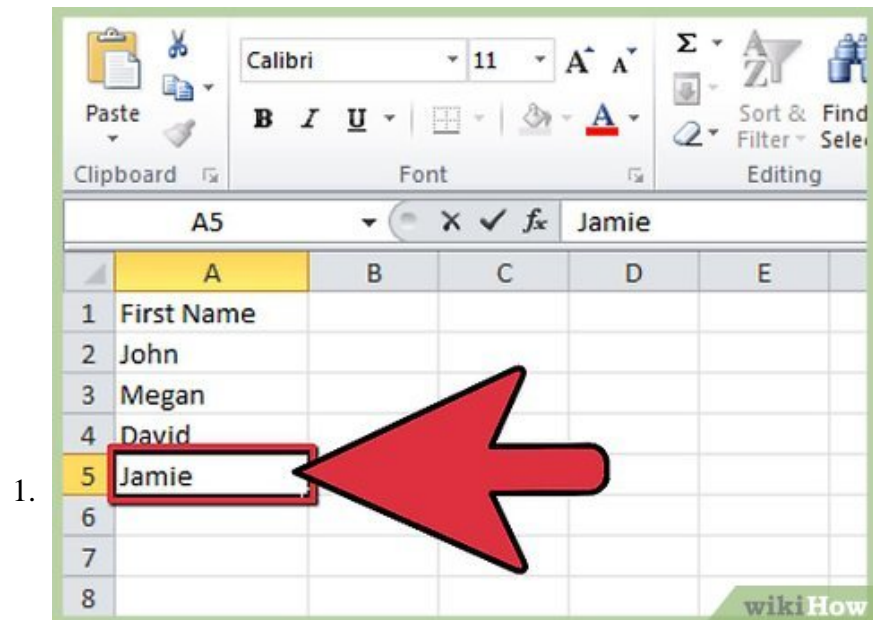 Calibri 11 A A Σ
A
Z
Paste B I U A Sort & Find
Filter Selec
Clipboard Font Editing
A5 fx Jamie
A B C D E
1 First Name
2 John
3 Megan
4 David
1. 5 Jamie
6
7
8
wikiHow